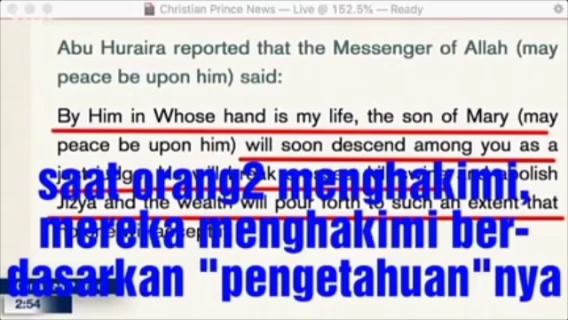 Christian Prince News — Live @ 152.5% — Ready
Abu Huraira reported that the Messenger of Allah (may
peace be upon him) said:
By Him in Whose hand is my life, the son of Mary (may
peace be upon him) will soon descend among you as a
and abolish
Jizya and the wealth will pour forth to such an extent that
saat orang2 menghakimi,
mereka menghakimi ber-
dasarkan "pengetahuan"nya
2:54